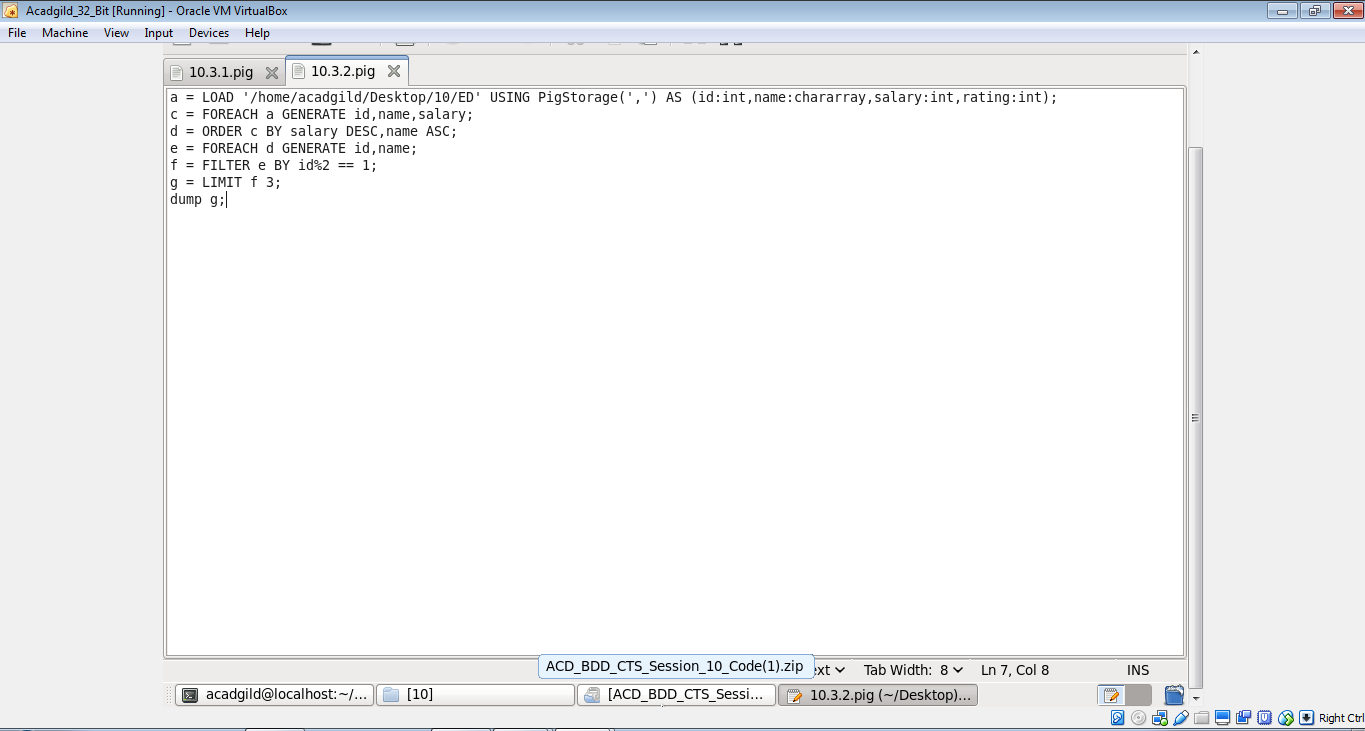 Acadgild_32_Bit [Running] - Oracle VM VirtualBox
File Machine View Input Devices Help
10.3.1.pig 10.3.2.pig
a = LOAD '/home/acadgild/Desktop/10/ED' USING PigStorage(',') AS (id:int,name:chararray,salary:int,rating:int);
c = FOREACH a GENERATE id,name,salary;
d = ORDER c BY salary DESC,name ASC;
e = FOREACH d GENERATE id,name;
f = FILTER e BY id%2 == 1;
g = LIMIT f 3;
dump g;
ACD_BDD_CTS_Session_10_Code(1).zip
ext Tab Width: 8 Ln 7, Col 8 INS
acadgild@localhost:~/... [10] [ACD_BDD_CTS_Sessi... 10.3.2.pig (~/Desktop)...
Right Ctrl